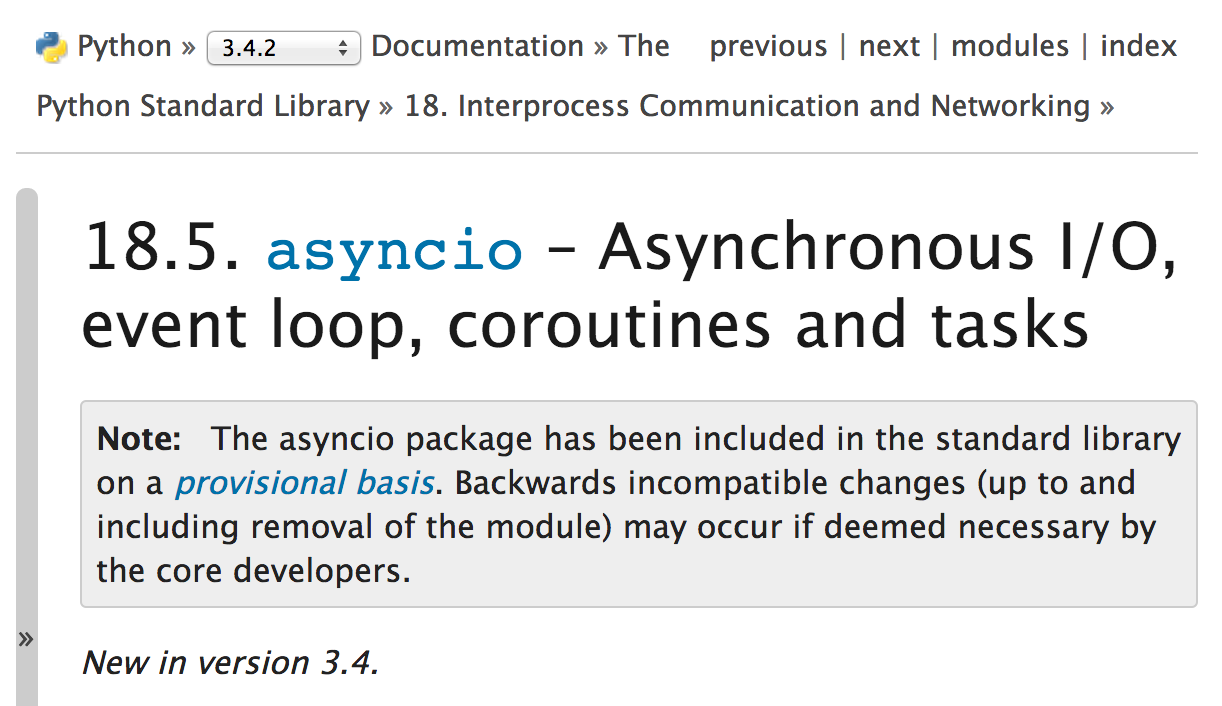 Python » 3.4.2 Documentation » The previous | next | modules | index
Python Standard Library » 18. Interprocess Communication and Networking »
18.5. asyncio – Asynchronous I/O,
event loop, coroutines and tasks
Note: The asyncio package has been included in the standard library
on a provisional basis. Backwards incompatible changes (up to and
including removal of the module) may occur if deemed necessary by
the core developers.
»
New in version 3.4.